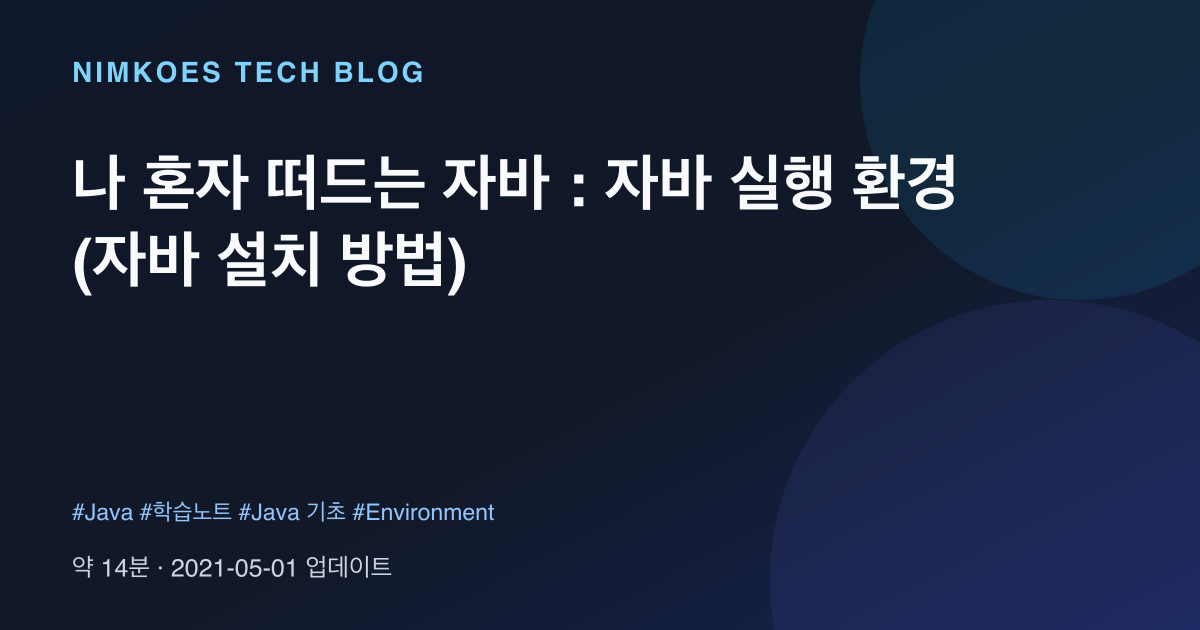 NIMKOES TECH BLOG
나 혼자 떠드는 자바 : 자바 실행 환경
(자바 설치 방법)
#Java #학습노트 #Java 기초 #Environment
약 14분 · 2021-05-01 업데이트